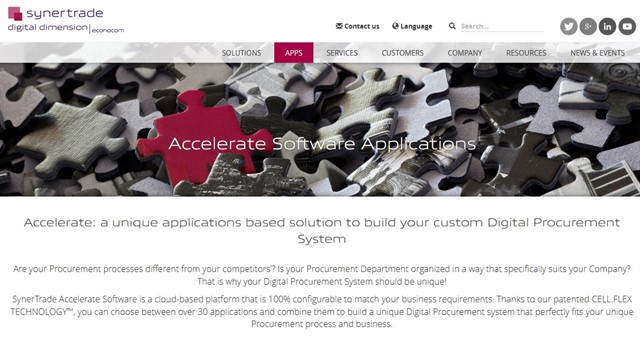 synertrade
digital dimension | econocom
Contact us
Language
Search...
SOLUTIONS
APPS
SERVICES
CUSTOMERS
COMPANY
RESOURCES
NEWS & EVENTS
Accelerate Software Applications
Accelerate: a unique applications based solution to build your custom Digital Procurement
System
Are your Procurement processes different from your competitors'? Is your Procurement Department organized in a way that specifically suits your Company?
That is why your Digital Procurement System should be unique!
SynerTrade Accelerate Software is a cloud-based platform that is 100% configurable to match your business requirements. Thanks to our patented CELL.FLEX
TECHNOLOGY™, you can choose between over 30 applications and combine them to build a unique Digital Procurement system that perfectly fits your unique
Procurement process and business.